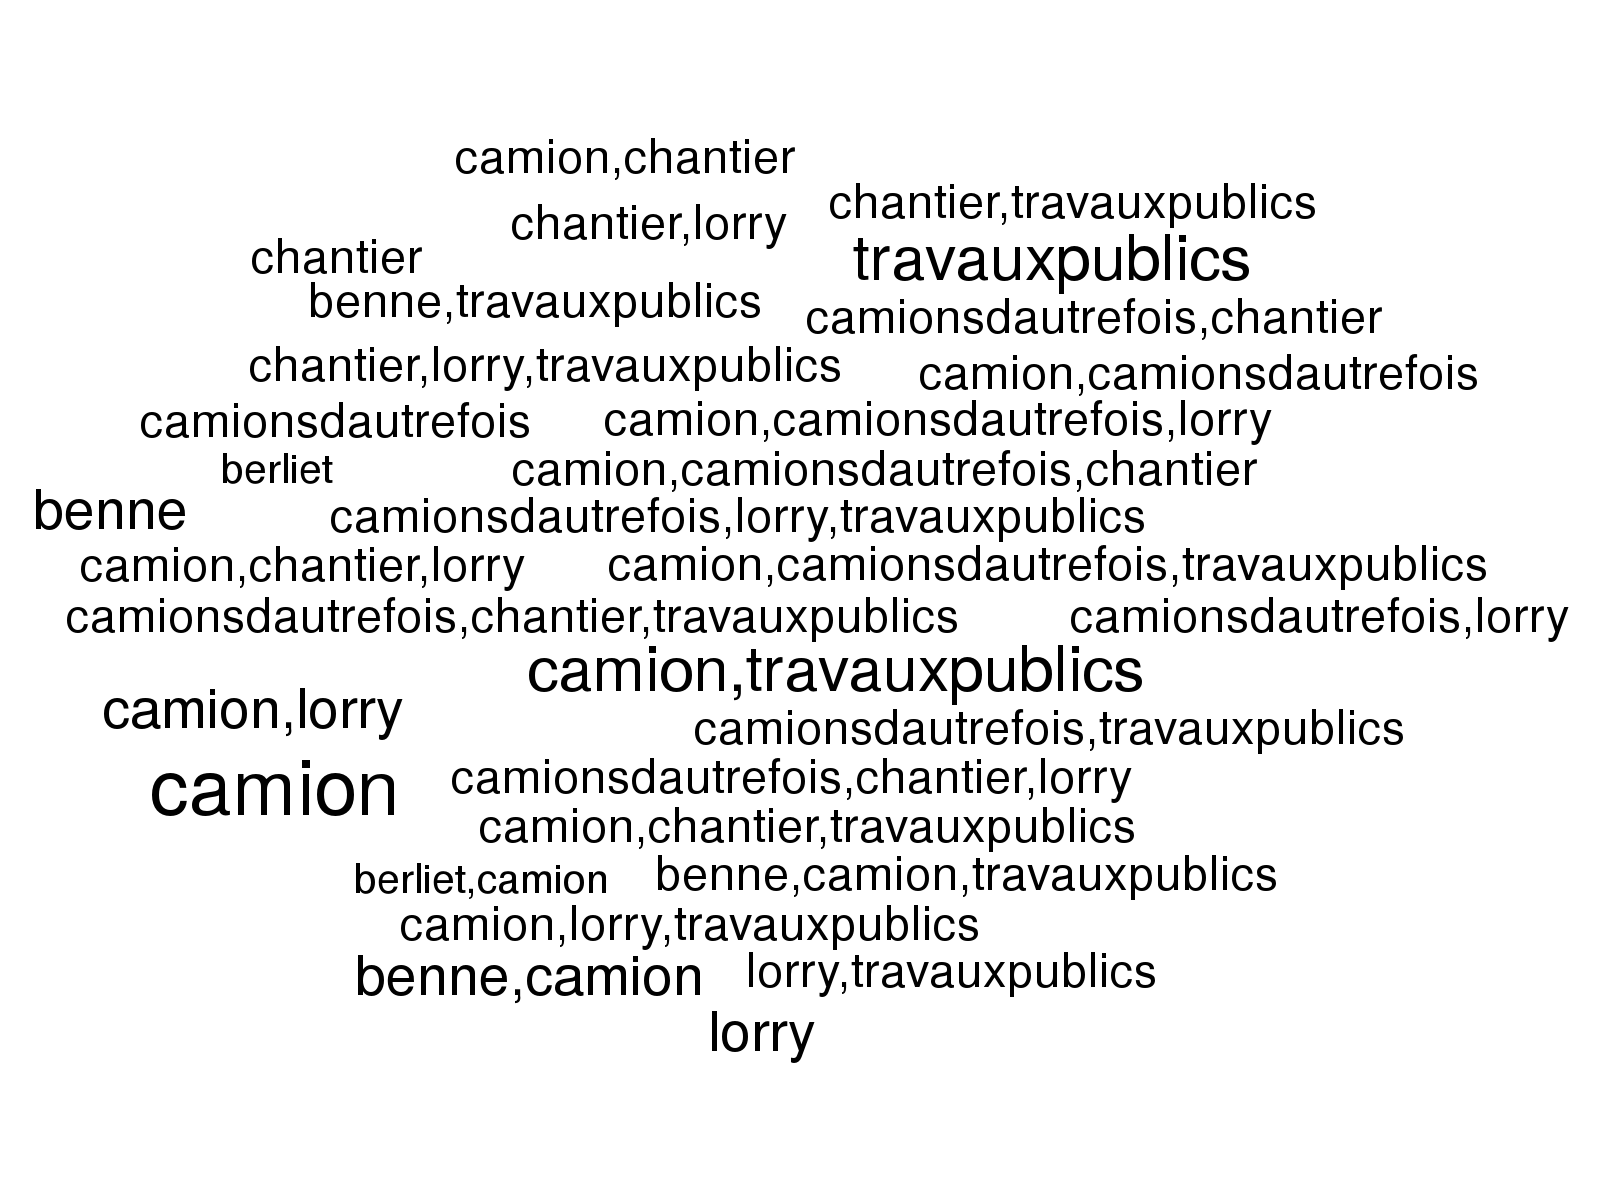 camion,chantier
chantier,travauxpublics
chantier,lorry
chantier
travauxpublics
benne,travauxpublics
camionsdautrefois,chantier
chantier,lorry,travauxpublics
camion,camionsdautrefois
camionsdautrefois
camion,camionsdautrefois,lorry
berliet
camion,camionsdautrefois,chantier
benne
camionsdautrefois,lorry,travauxpublics
camion,chantier,lorry
camion,camionsdautrefois,travauxpublics
camionsdautrefois,chantier,travauxpublics
camionsdautrefois,lorry
camion,travauxpublics
camion,lorry
camionsdautrefois,travauxpublics
camion
camionsdautrefois,chantier,lorry
camion,chantier,travauxpublics
berliet,camion
benne,camion,travauxpublics
camion,lorry,travauxpublics
benne,camion
lorry,travauxpublics
lorry